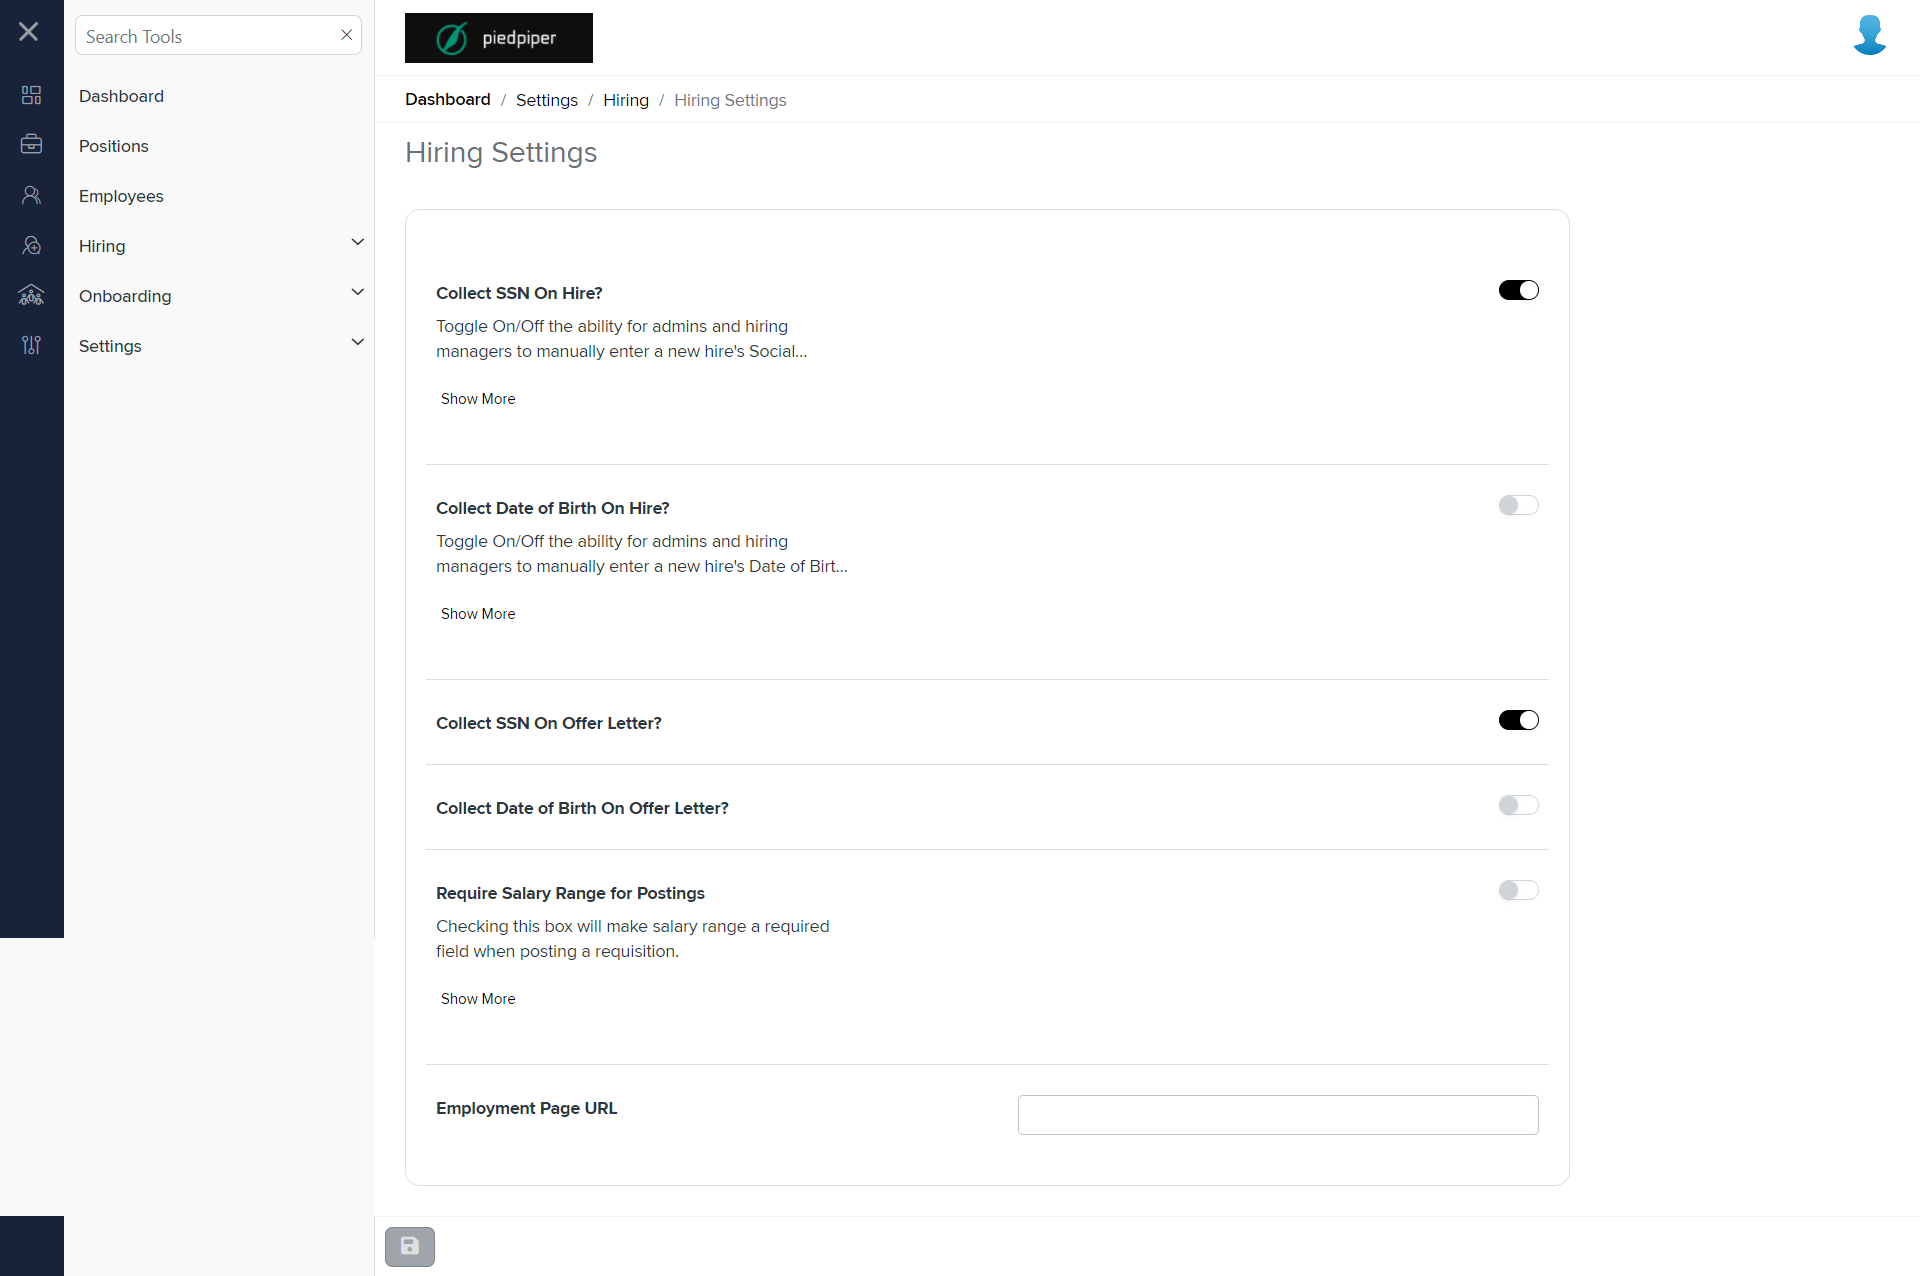 Search Tools
Dashboard
Positions
Employees
Hiring
Onboarding
Settings
piedpiper
Dashboard / Settings / Hiring / Hiring Settings
Hiring Settings
Collect SSN On Hire?
Toggle On/Off the ability for admins and hiring
managers to manually enter a new hire's Social...
Show More
Collect Date of Birth On Hire?
Toggle On/Off the ability for admins and hiring
managers to manually enter a new hire's Date of Birt...
Show More
Collect SSN On Offer Letter?
Collect Date of Birth On Offer Letter?
Require Salary Range for Postings
Checking this box will make salary range a required
field when posting a requisition.
Show More
Employment Page URL